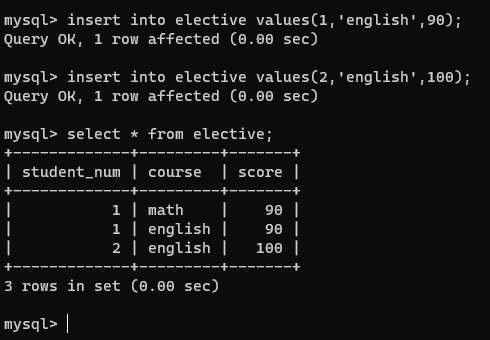 mysql> insert into elective values(1,'english',90);
Query OK, 1 row affected (0.00 sec)

mysql> insert into elective values(2,'english',100);
Query OK, 1 row affected (0.00 sec)

mysql> select * from elective;
+-------------+---------+-------+
| student_num | course  | score |
+-------------+---------+-------+
|           1 | math    |    90 |
|           1 | english |    90 |
|           2 | english |   100 |
+-------------+---------+-------+
3 rows in set (0.00 sec)

mysql>